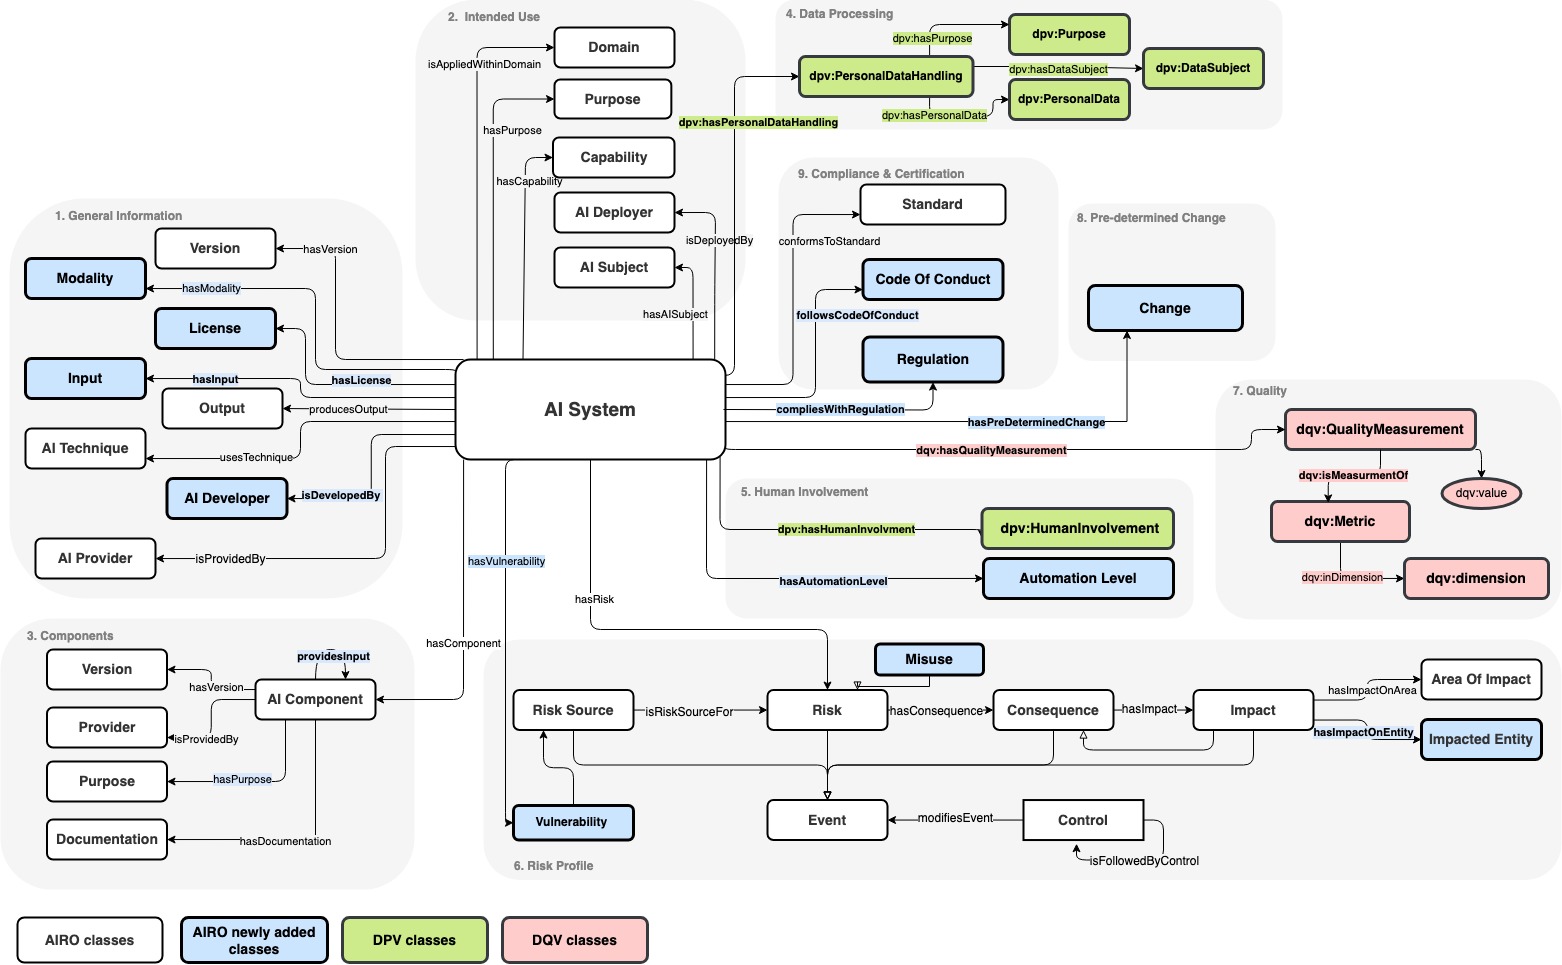 2. Intended Use
Domain
isAppliedWithinDomain
Purpose
hasPurpose
Capability
hasCapability
AI Deployer
isDeployedBy
AI Subject
hasAISubject
4. Data Processing
dpv:hasPurpose
dpv:Purpose
dpv:PersonalDataHandling
dpv:hasDataSubject
dpv:DataSubject
dpv:PersonalData
dpv:hasPersonalData
dpv:hasPersonalDataHandling
9. Compliance & Certification
Standard
conformsToStandard
Code Of Conduct
followsCodeOfConduct
Regulation
compliesWithRegulation
8. Pre-determined Change
Change
hasPreDeterminedChange
1. General Information
Version
hasVersion
Modality
hasModality
License
hasLicense
Input
hasInput
Output
producesOutput
AI Technique
usesTechnique
AI Developer
isDevelopedBy
AI Provider
isProvidedBy
AI System
7. Quality
dqv:QualityMeasurement
dqv:hasQualityMeasurement
dqv:isMeasurmentOf
dqv:value
dqv:Metric
dqv:inDimension
dqv:dimension
5. Human Involvement
dpv:hasHumanInvolvment
dpv:HumanInvolvement
hasAutomationLevel
Automation Level
hasVulnerability
hasRisk
hasComponent
3. Components
providesInput
Version
hasVersion
AI Component
Provider
isProvidedBy
Purpose
hasPurpose
Documentation
hasDocumentation
Misuse
Risk Source
isRiskSourceFor
Risk
hasConsequence
Consequence
hasImpact
Impact
hasImpactOnArea
Area Of Impact
hasImpactOnEntity
Impacted Entity
Vulnerability
Event
modifiesEvent
Control
isFollowedByControl
6. Risk Profile
AIRO classes
AIRO newly added
classes
DPV classes
DQV classes